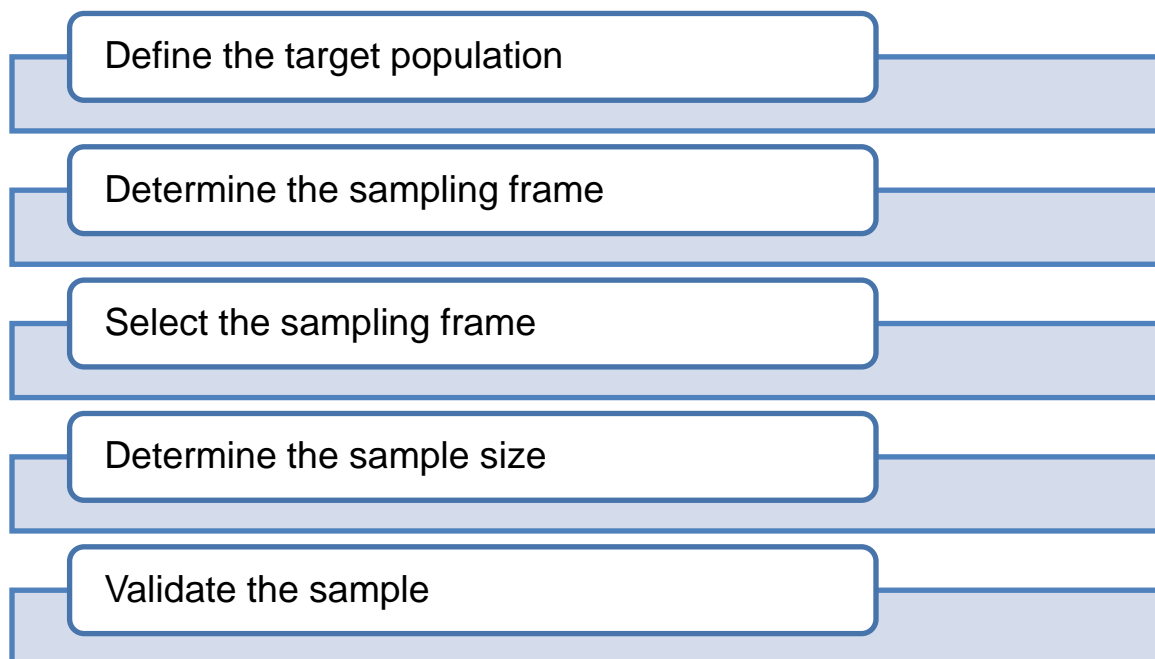 Define the target population
Determine the sampling frame
Select the sampling frame
Determine the sample size
Validate the sample